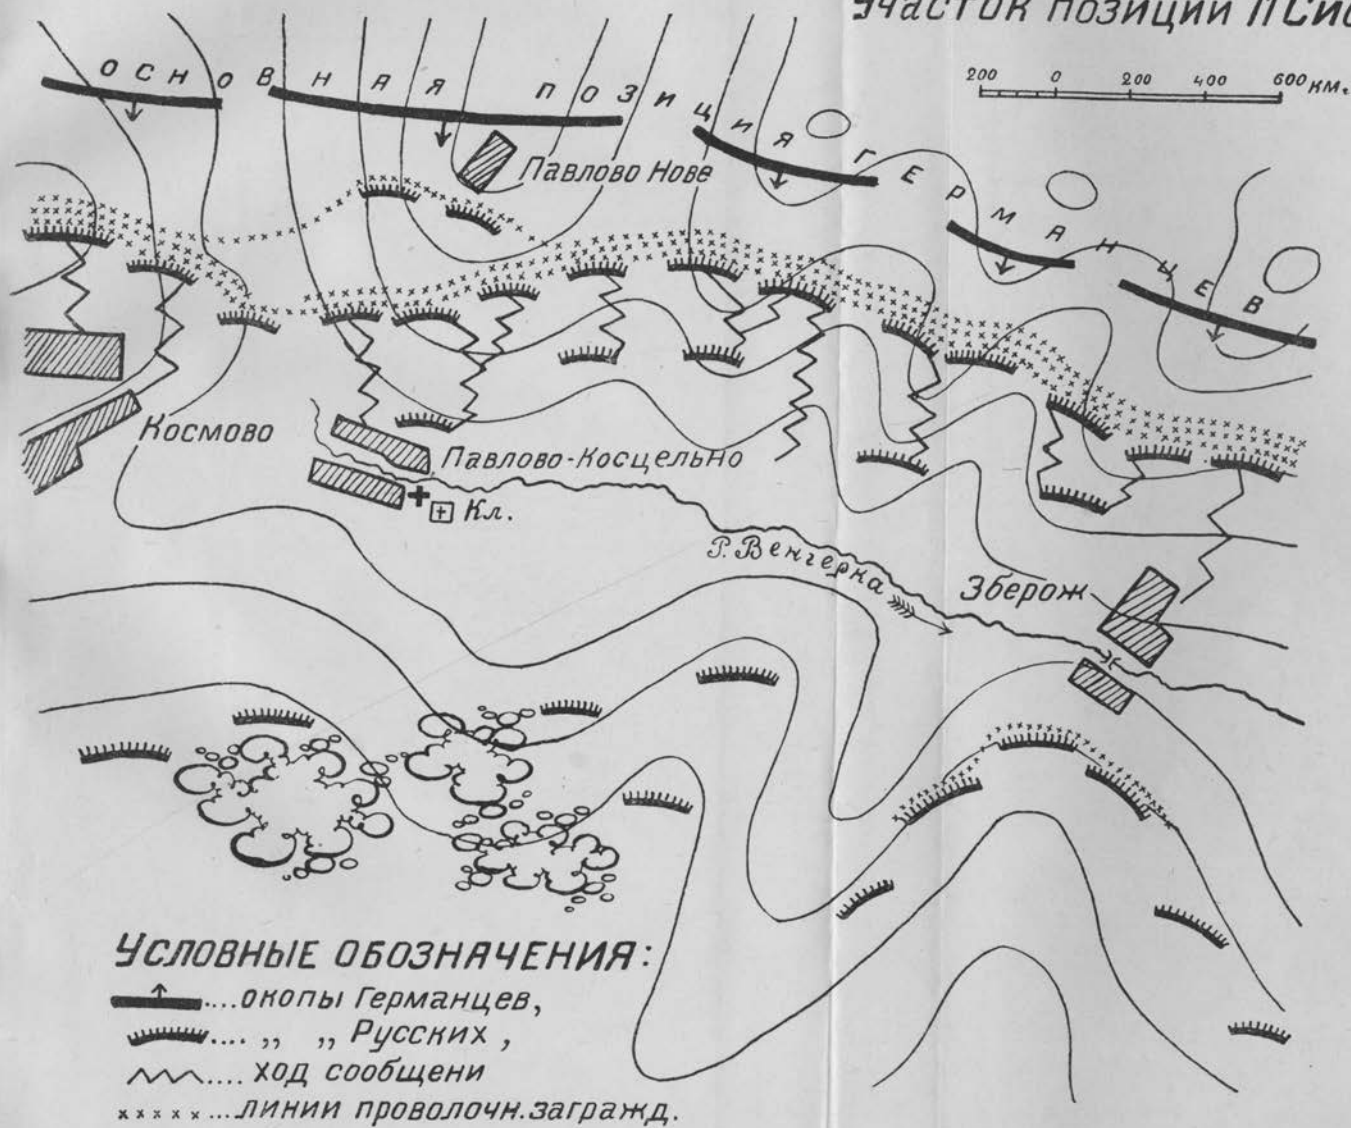 Участок позиции II Сиб
200 0 200 400 600 км.
ОСНОВНАЯ ПОЗИЦИЯ ГЕРМАНЦЕВ
Павлово Нове
Космово
Павлово-Косцельно
Кл.
Р. Венгерка
Зберож
УСЛОВНЫЕ ОБОЗНАЧЕНИЯ:
....окопы Германцев,
.... „ „ Русских,
.... ход сообщени
...линии проволочн. загражд.